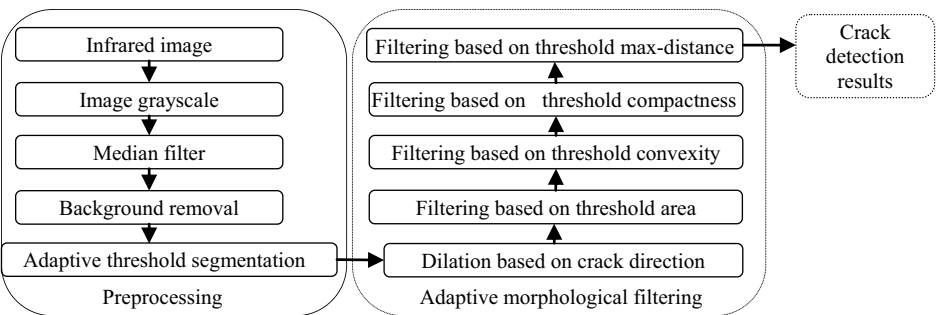 Infrared image
Image grayscale
Median filter
Background removal
Adaptive threshold segmentation
Preprocessing
Filtering based on threshold max-distance
Filtering based on threshold compactness
Filtering based on threshold convexity
Filtering based on threshold area
Dilation based on crack direction
Adaptive morphological filtering
Crack
detection
results